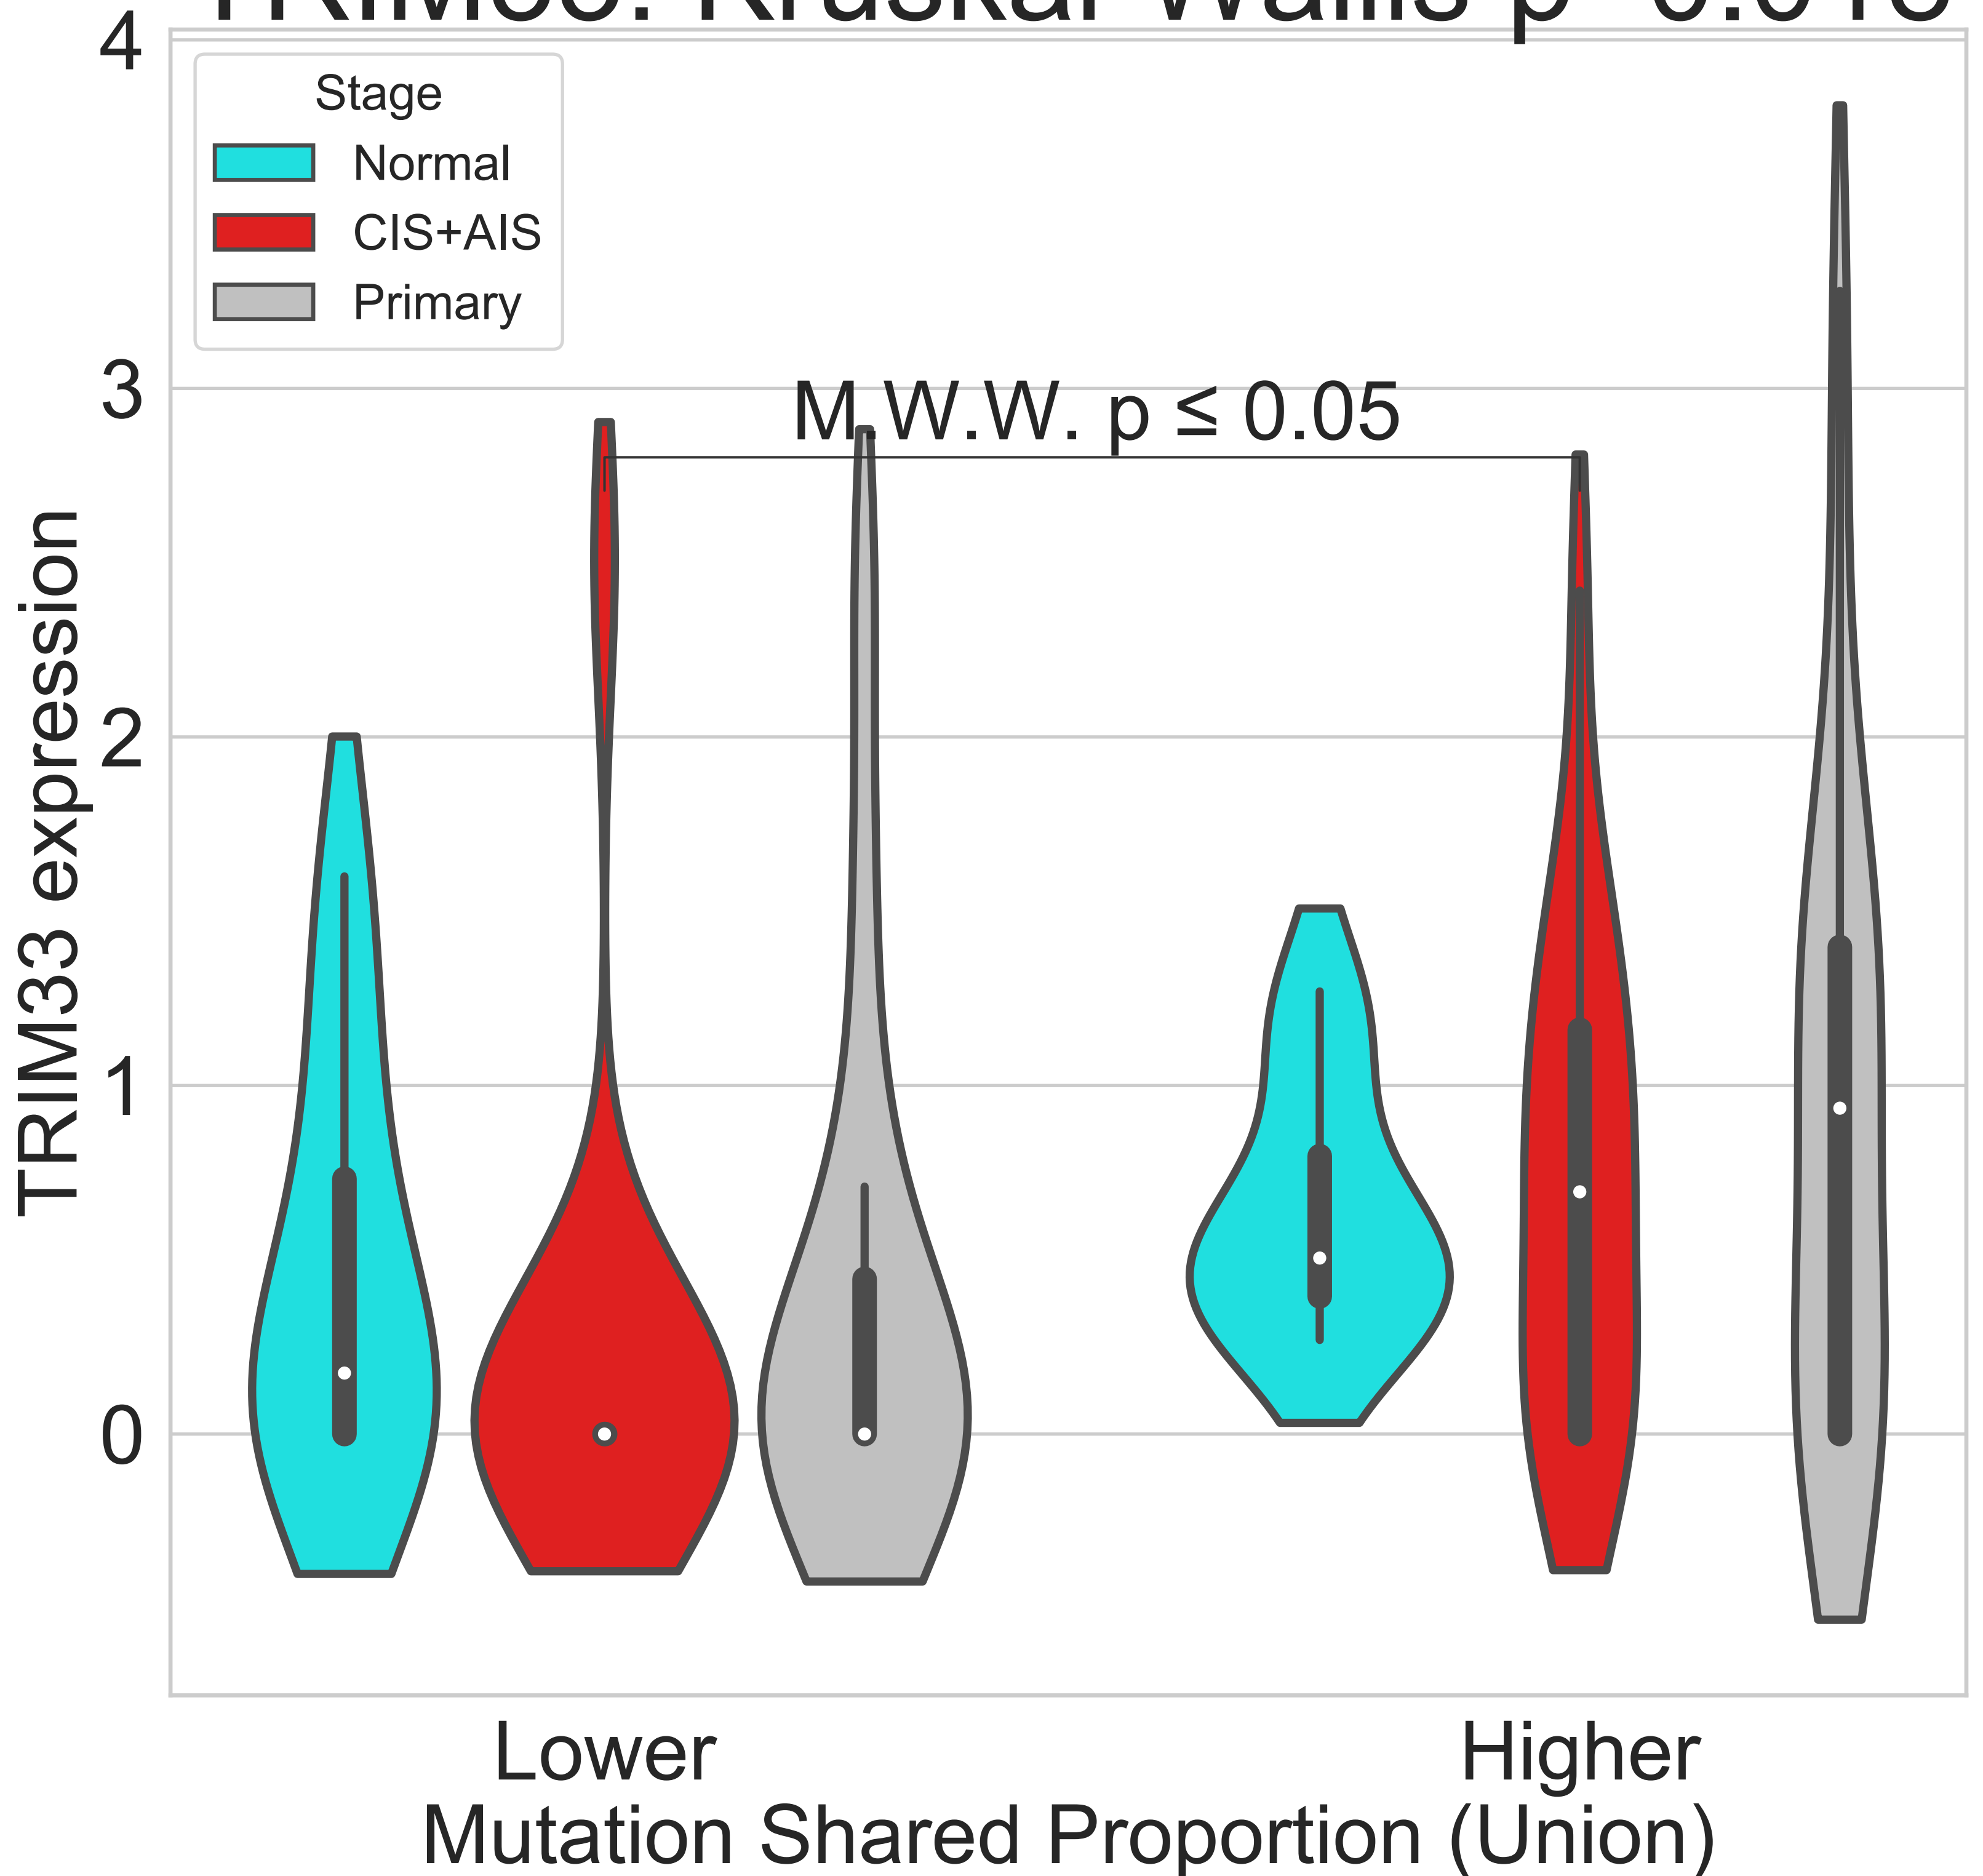 4
Stage
Normal
CIS+AIS
Primary
3
M.W.W. p ≤ 0.05
2
1
0
TRIM33 expression
Lower
Higher
Mutation Shared Proportion (Union)